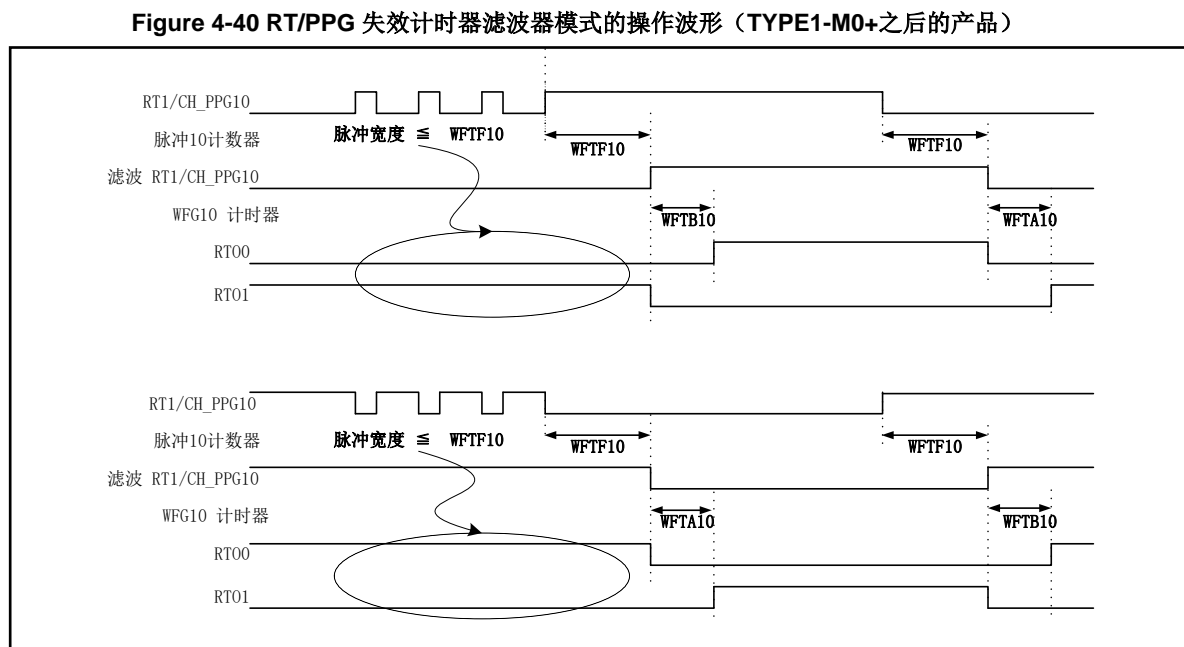 Figure 4-40 RT/PPG 失效计时器滤波器模式的操作波形（TYPE1-M0+之后的产品）
RT1/CH_PPG10
脉冲10计数器
脉冲宽度 ≦ WFTF10
WFTF10
WFTF10
滤波 RT1/CH_PPG10
WFG10 计时器
WFTB10
WFTA10
RTO0
RTO1
RT1/CH_PPG10
脉冲10计数器
脉冲宽度 ≦ WFTF10
WFTF10
WFTF10
滤波 RT1/CH_PPG10
WFG10 计时器
WFTA10
WFTB10
RTO0
RTO1